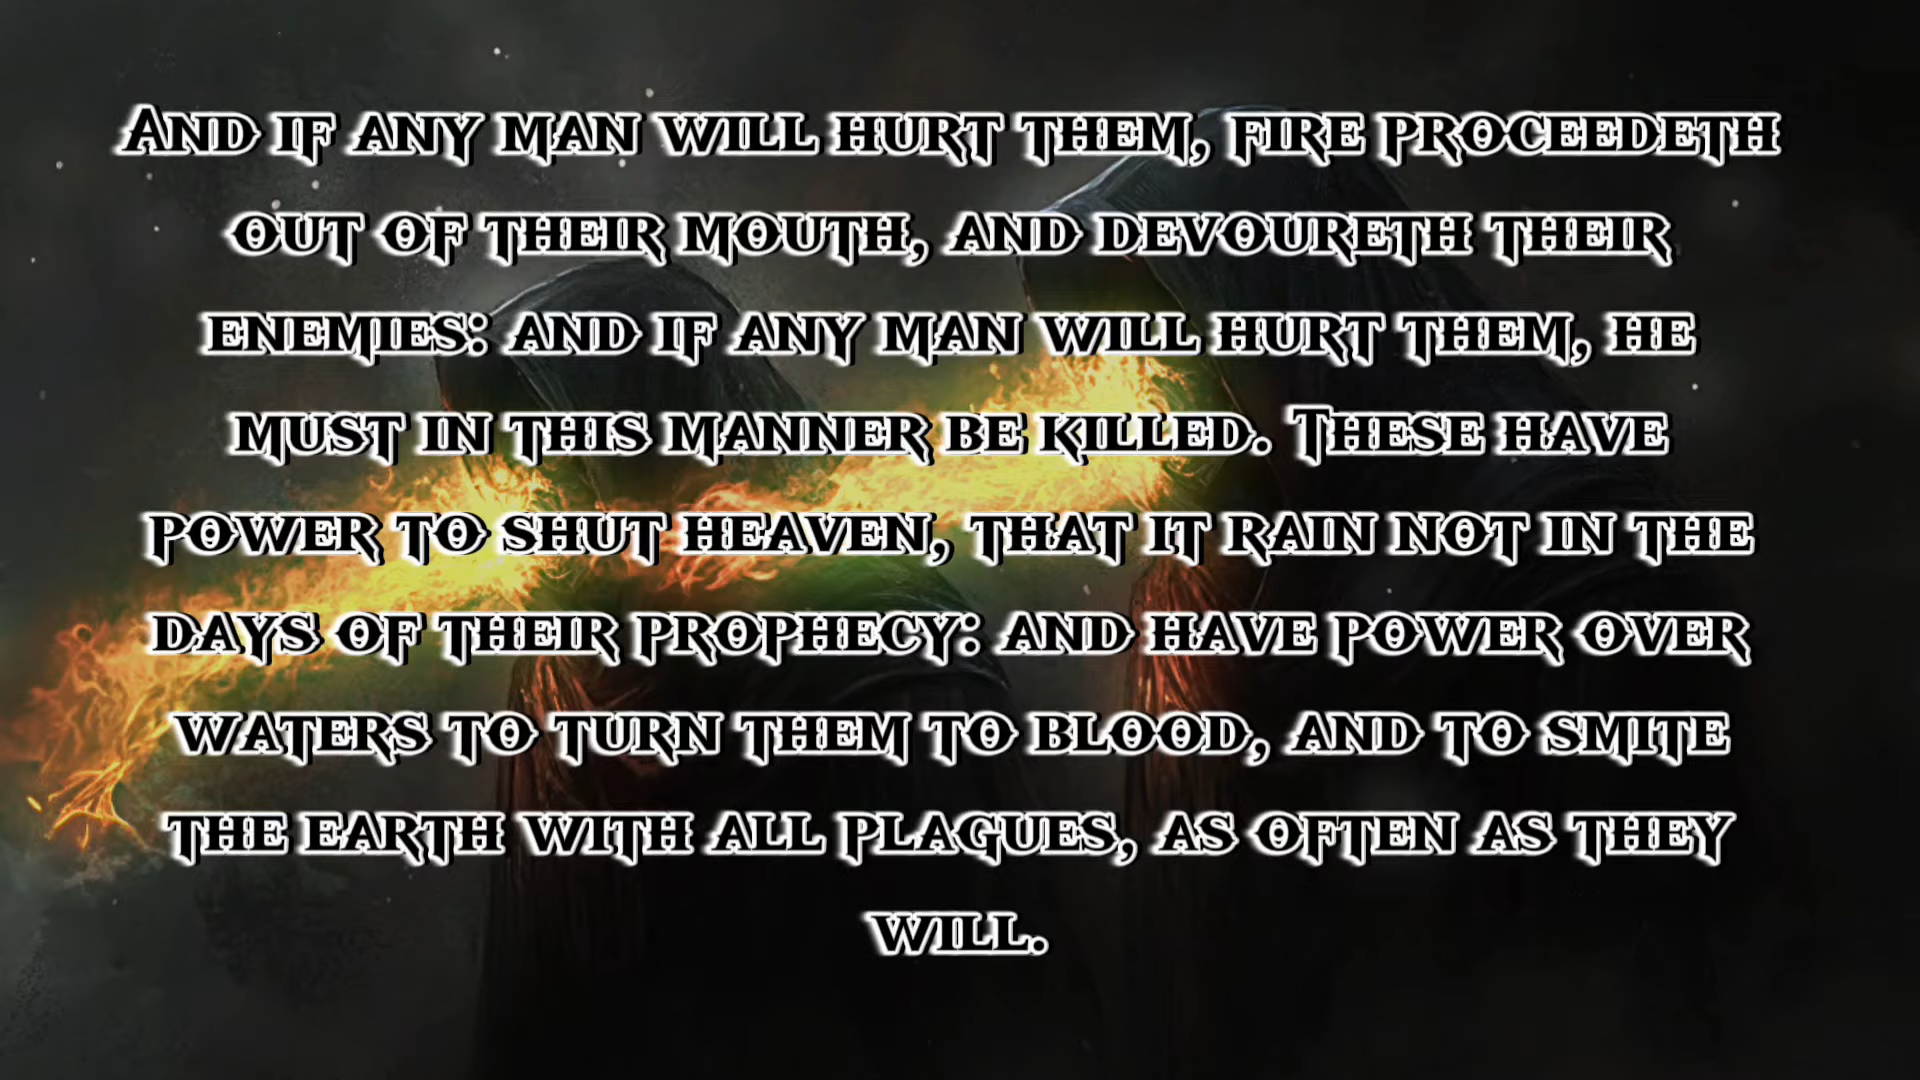 And if any man will hurt them, fire proceedeth
out of their mouth, and devoureth their
enemies: and if any man will hurt them, he
must in this manner be killed. These have
power to shut heaven, that it rain not in the
days of their prophecy: and have power over
waters to turn them to blood, and to smite
the earth with all plagues, as often as they
will.